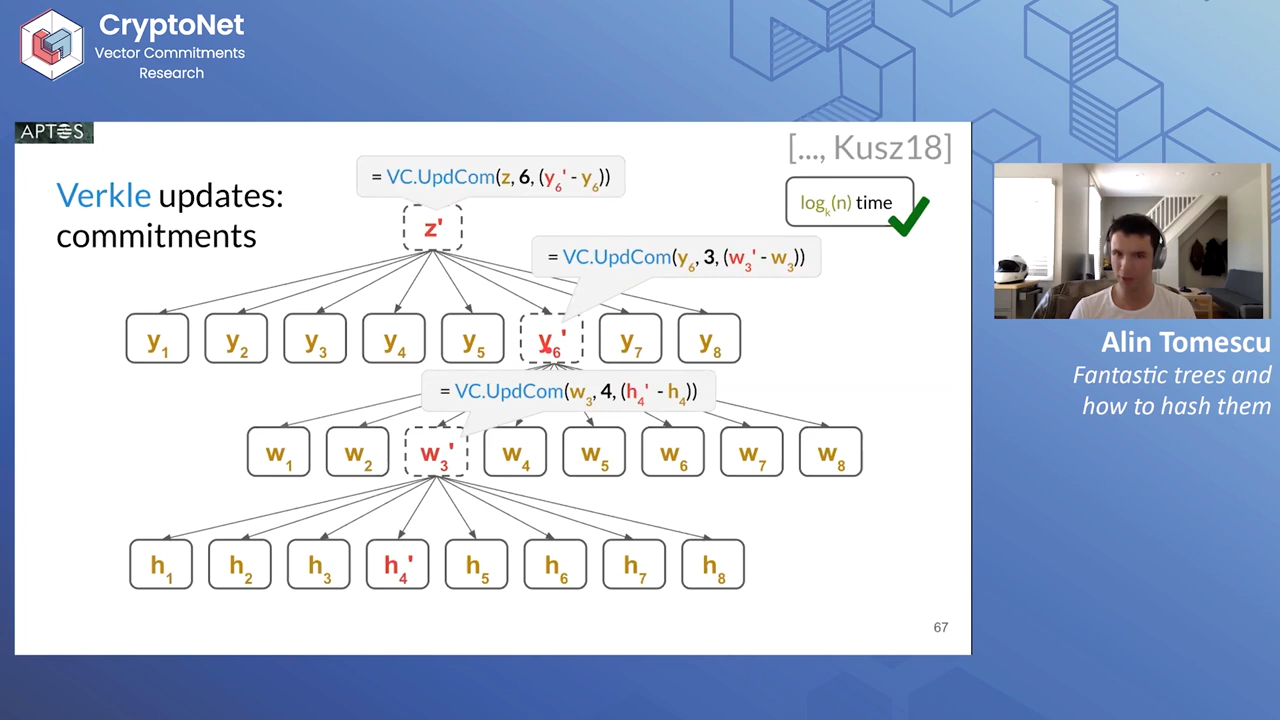 CryptoNet
Vector Commitments
Research
APTOS
[..., Kusz18]
Verkle updates:
commitments
= VC.UpdCom(z, 6, (y6' - y6))
logk(n) time
z'
= VC.UpdCom(y6, 3, (w3' - w3))
y1 y2 y3 y4 y5 y6' y7 y8
= VC.UpdCom(w3, 4, (h4' - h4))
w1 w2 w3' w4 w5 w6 w7 w8
h1 h2 h3 h4' h5 h6 h7 h8
67
Alin Tomescu
Fantastic trees and
how to hash them